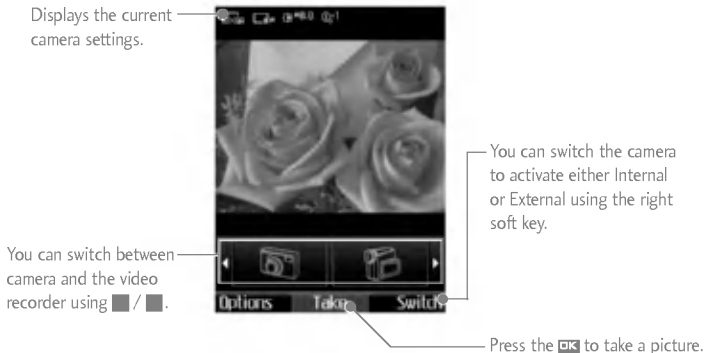 Displays the current
camera settings.
You can switch the camera
to activate either Internal
or External using the right
soft key.
You can switch between
camera and the video
recorder using / .
Options Take Switch
Press the OK to take a picture.